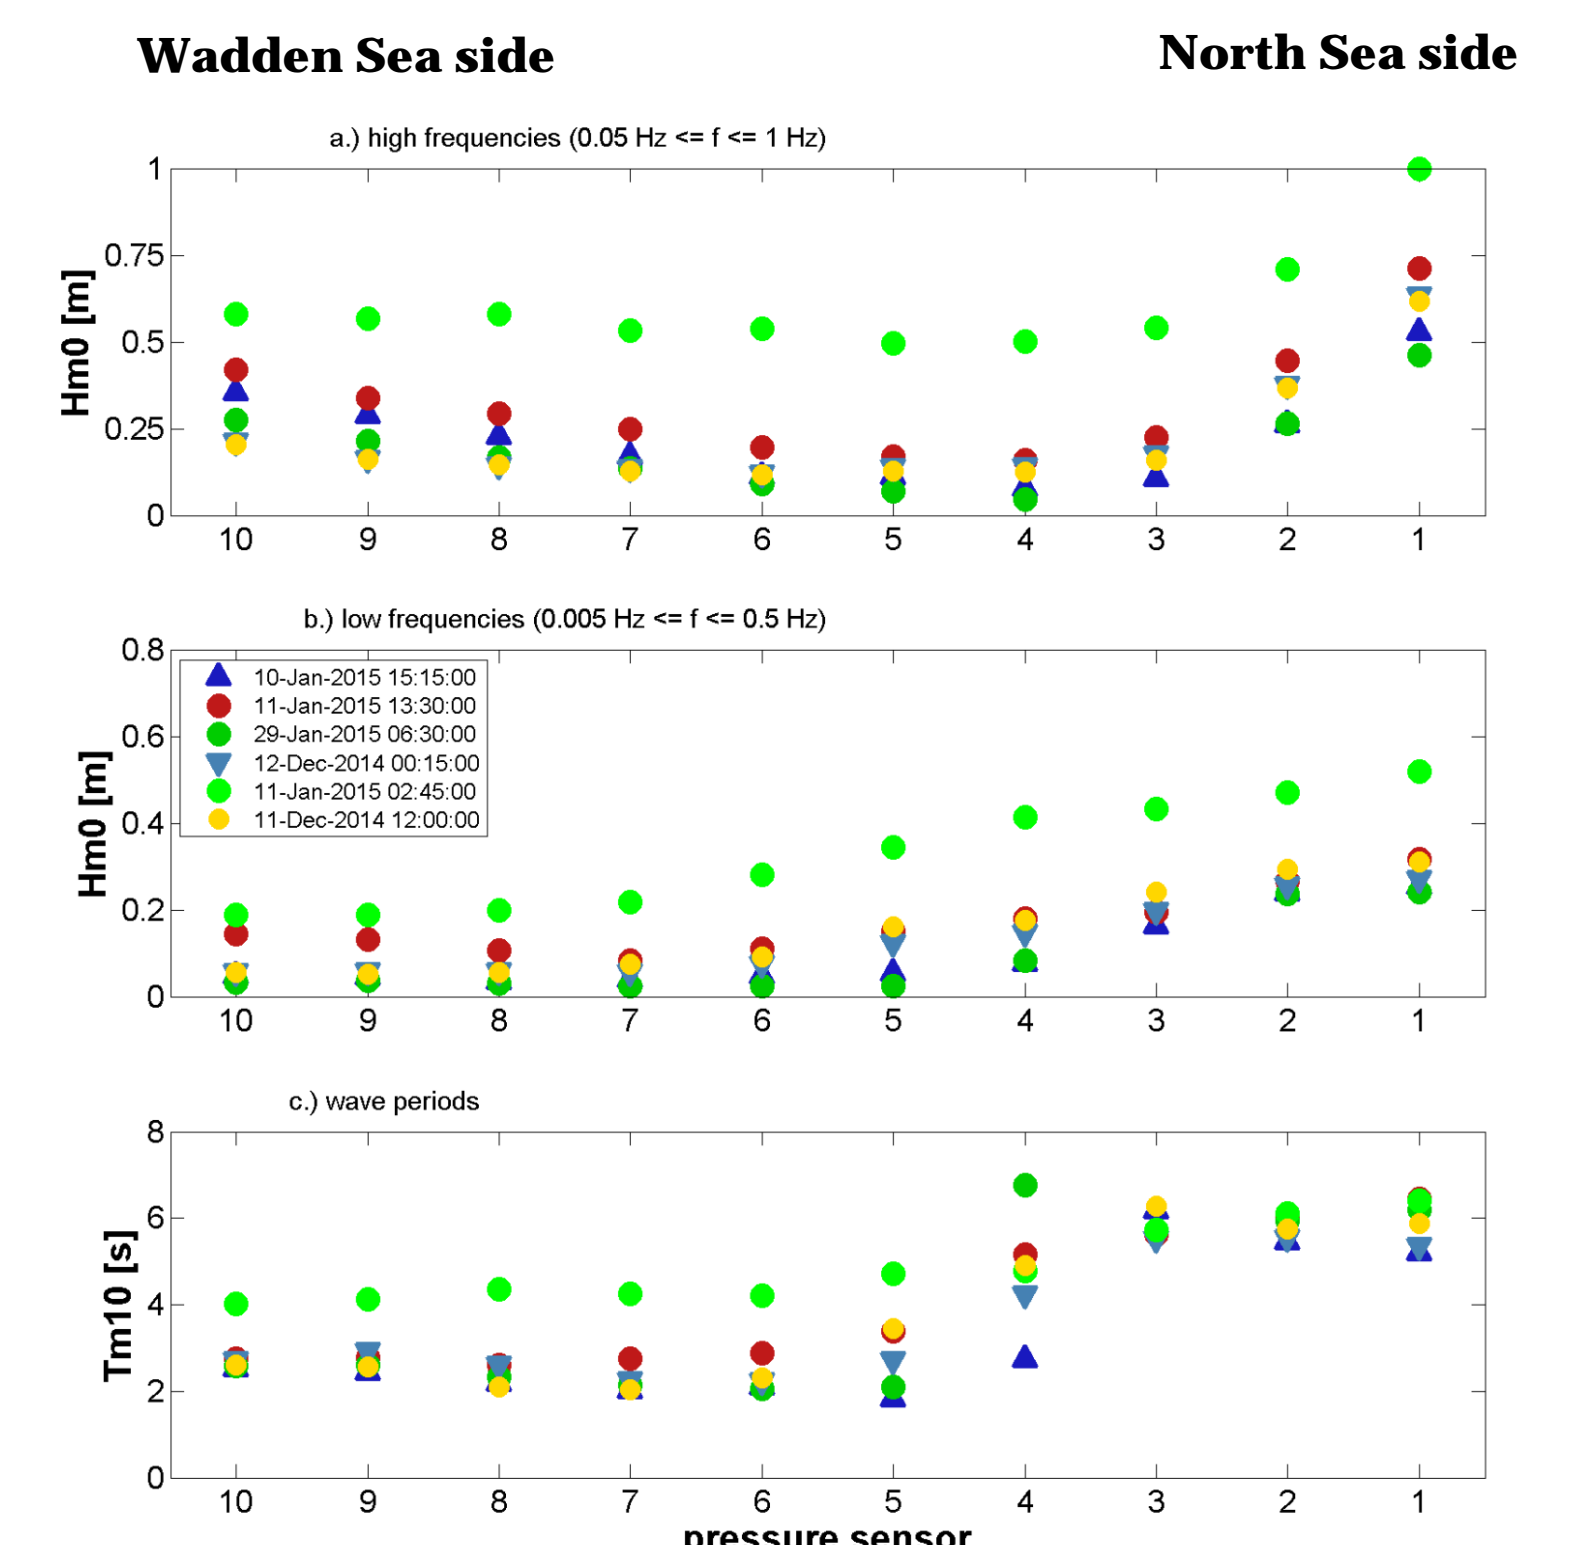 Wadden Sea side
North Sea side
a.) high frequencies (0.05 Hz <= f <= 1 Hz)
1
0.75
0.5
0.25
0
Hm0 [m]
10 9 8 7 6 5 4 3 2 1
b.) low frequencies (0.005 Hz <= f <= 0.5 Hz)
0.8
0.6
0.4
0.2
0
Hm0 [m]
10-Jan-2015 15:15:00
11-Jan-2015 13:30:00
29-Jan-2015 06:30:00
12-Dec-2014 00:15:00
11-Jan-2015 02:45:00
11-Dec-2014 12:00:00
10 9 8 7 6 5 4 3 2 1
c.) wave periods
8
6
4
2
0
Tm10 [s]
10 9 8 7 6 5 4 3 2 1
pressure sensor